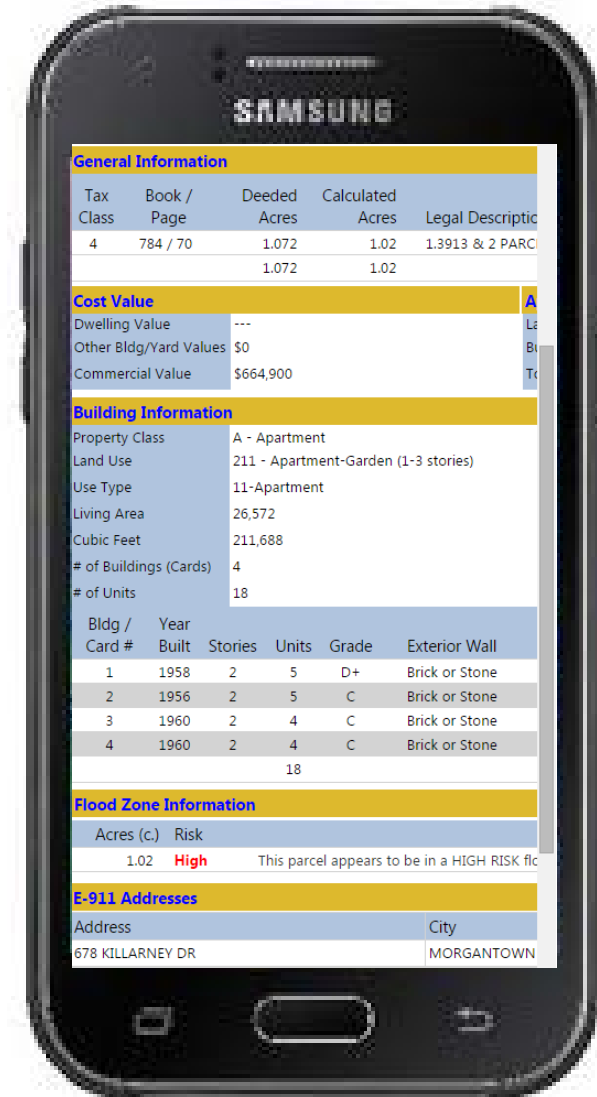 SAMSUNG
General Information
Tax Class Book / Page Deeded Acres Calculated Acres Legal Descriptio
4 784 / 70 1.072 1.02 1.3913 & 2 PARC
1.072 1.02
Cost Value A
Dwelling Value --- La
Other Bldg/Yard Values $0 Bu
Commercial Value $664,900 To
Building Information
Property Class A - Apartment
Land Use 211 - Apartment-Garden (1-3 stories)
Use Type 11-Apartment
Living Area 26,572
Cubic Feet 211,688
# of Buildings (Cards) 4
# of Units 18
Bldg / Card # Year Built Stories Units Grade Exterior Wall
1 1958 2 5 D+ Brick or Stone
2 1956 2 5 C Brick or Stone
3 1960 2 4 C Brick or Stone
4 1960 2 4 C Brick or Stone
18
Flood Zone Information
Acres (c.) Risk
1.02 High This parcel appears to be in a HIGH RISK flo
E-911 Addresses
Address City
678 KILLARNEY DR MORGANTOWN